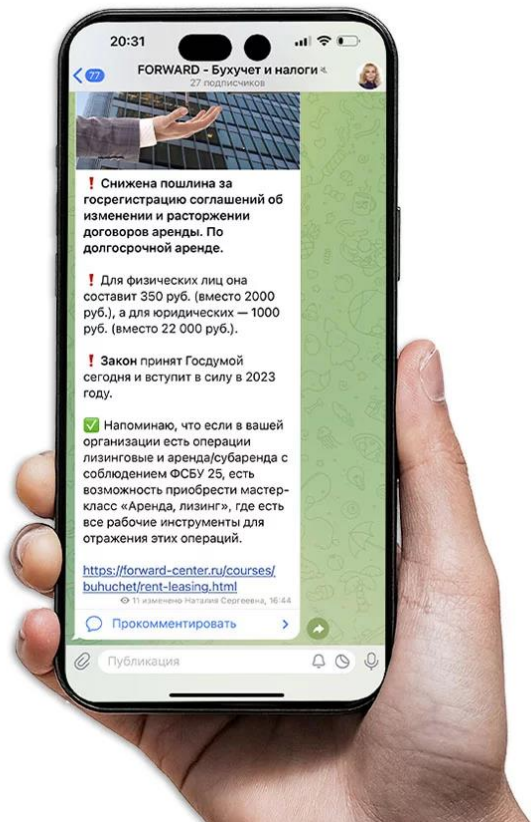 20:31
77
FORWARD - Бухучет и налоги
27 подписчиков
❗ Снижена пошлина за
госрегистрацию соглашений об
изменении и расторжении
договоров аренды. По
долгосрочной аренде.
❗ Для физических лиц она
составит 350 руб. (вместо 2000
руб.), а для юридических — 1000
руб. (вместо 22 000 руб.).
❗ Закон принят Госдумой
сегодня и вступит в силу в 2023
году.
✅ Напоминаю, что если в вашей
организации есть операции
лизинговые и аренда/субаренда с
соблюдением ФСБУ 25, есть
возможность приобрести мастер-
класс «Аренда, лизинг», где есть
все рабочие инструменты для
отражения этих операций.
https://forward-center.ru/courses/
buhuchet/rent-leasing.html
11 изменено Наталия Сергеевна, 16:44
Прокомментировать
Публикация